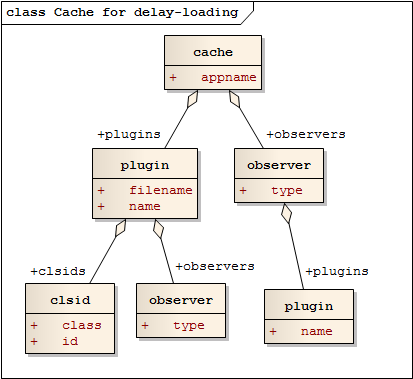 class Cache for delay-loading
cache
+ appname
+plugins
+observers
plugin
+ filename
+ name
observer
+ type
+clsids
+observers
+plugins
clsid
+ class
+ id
observer
+ type
plugin
+ name